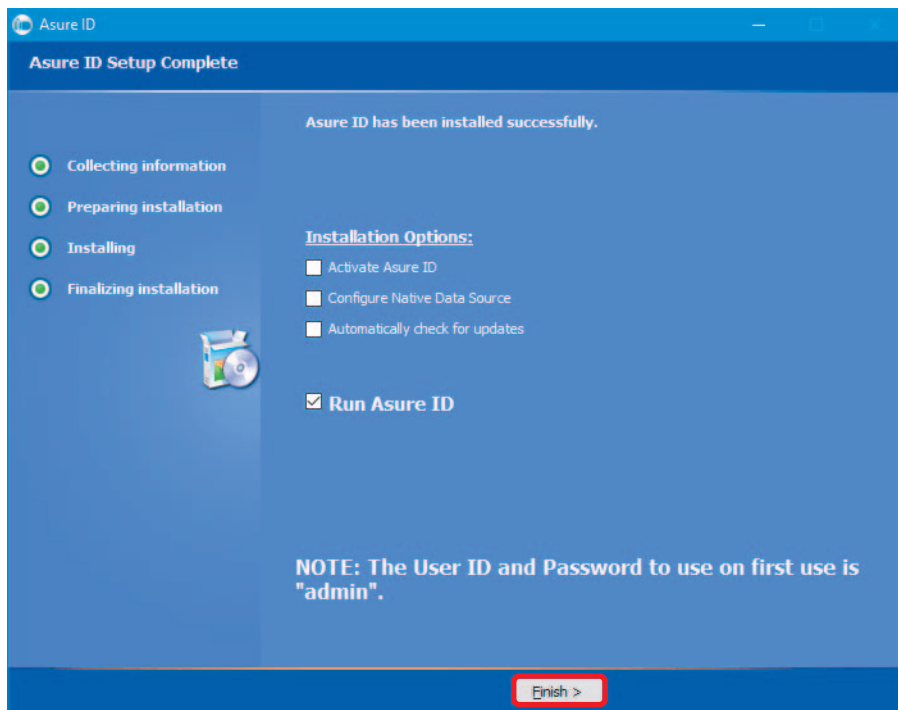 Asure ID
Asure ID Setup Complete
Asure ID has been installed successfully.
Collecting information
Preparing installation
Installing
Finalizing installation
Installation Options:
Activate Asure ID
Configure Native Data Source
Automatically check for updates
Run Asure ID
NOTE: The User ID and Password to use on first use is
"admin".
Finish >